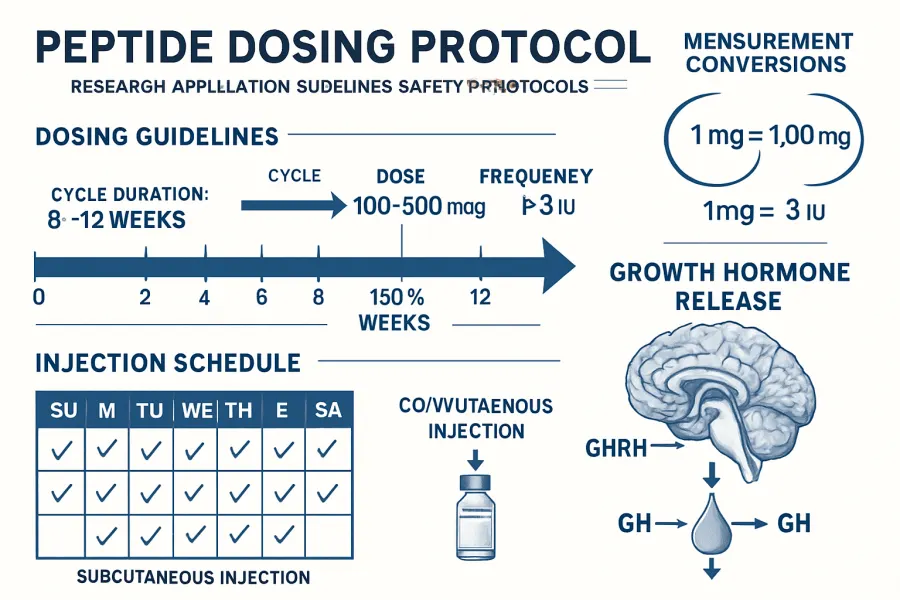 PEPTIDE DOSING PROTOCOL
RESEARGH APPLLLATION SUDELINES SAFETY
DOSING GUIDELINES
CYCLE DURATION:
8 -12 WEEKS
CYCLE
DOSE
100-500 mag
FREQUENEY
3 IU
0 2 4 6 8 150% 12
WEEKS
INJECTION SCHEDULE
SU M TU WE TH E SA
SUBCUTANEOUS INJECTION
CO/VVUTAENOUS
INJECTION
MENSUREMENT
CONVERSIONS
1 mg = 1,00 mg
1mg = 3 IU
GROWTH HORMONE
RELEASE
GHRH
GH GH